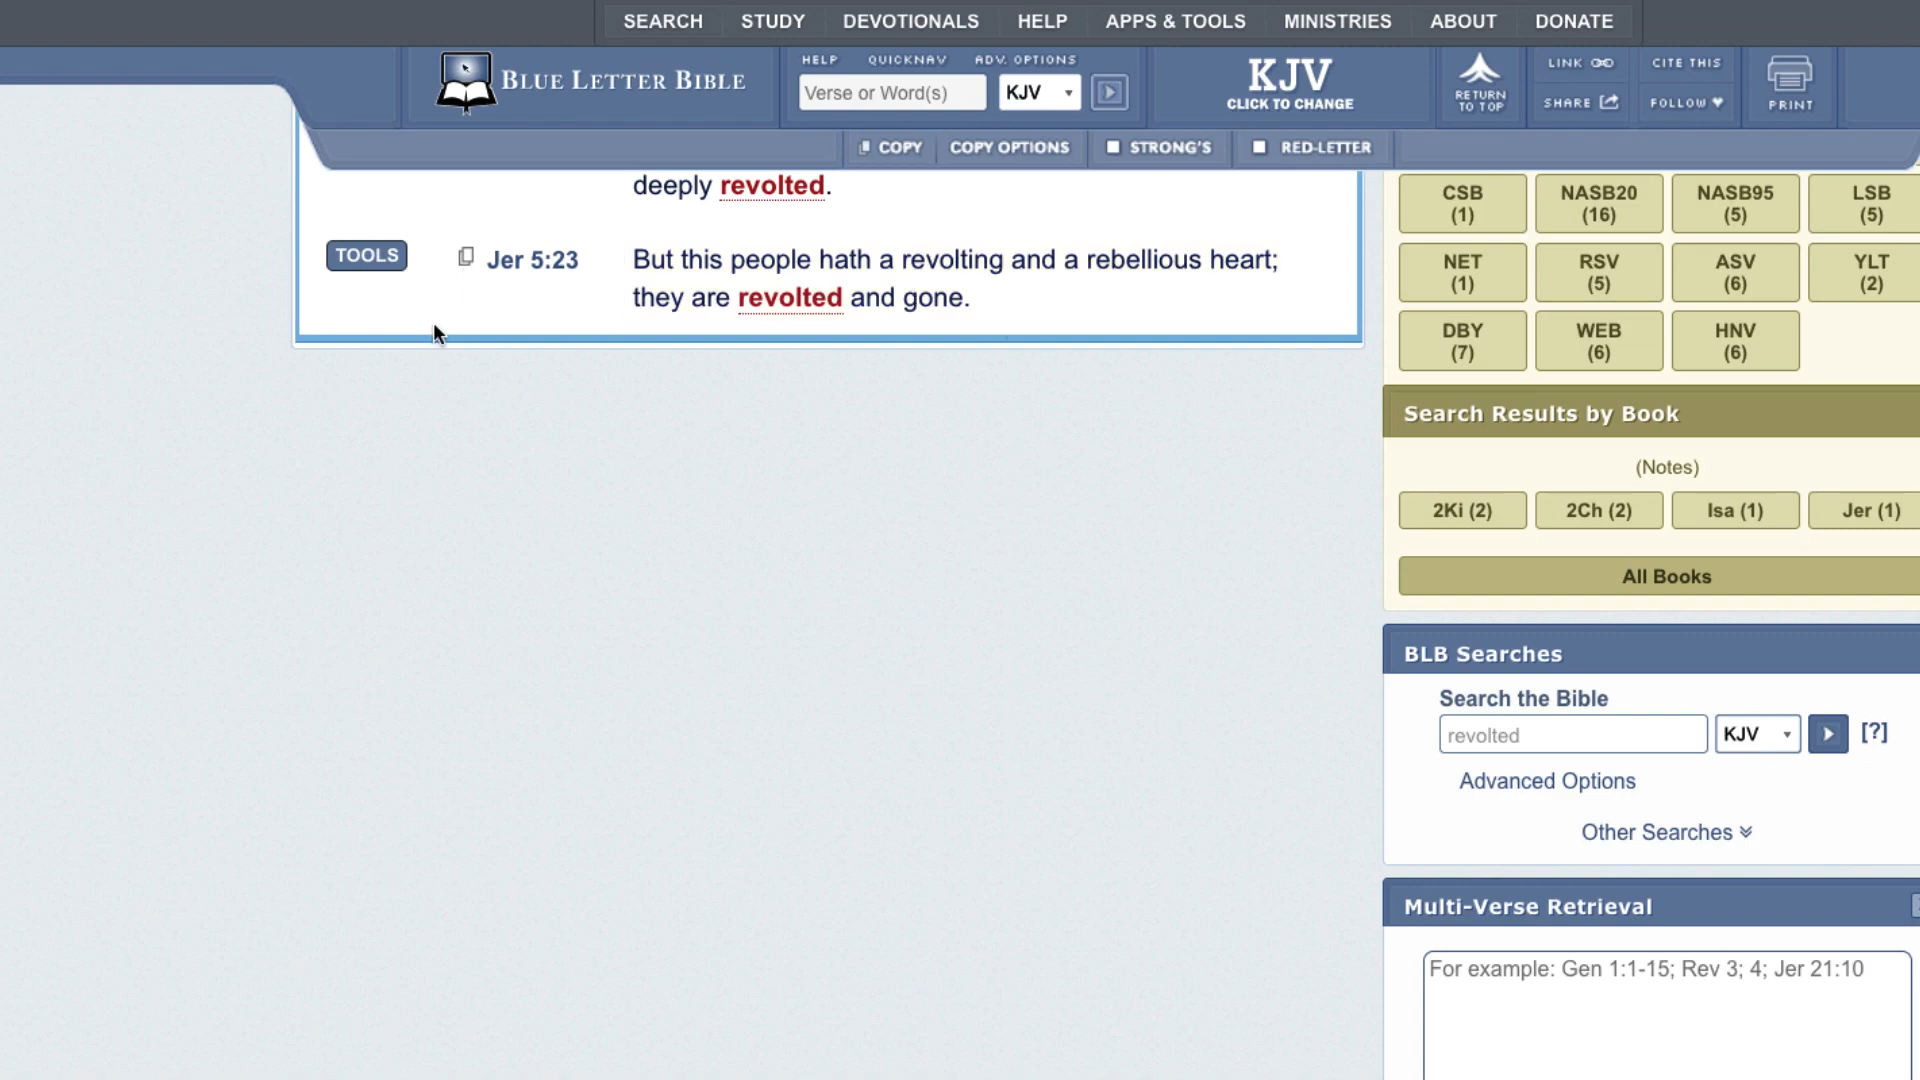 SEARCH STUDY DEVOTIONALS HELP APPS & TOOLS MINISTRIES ABOUT DONATE
BLUE LETTER BIBLE
HELP QUICKNAV ADV. OPTIONS
Verse or Word(s) KJV
KJV
CLICK TO CHANGE
RETURN
TO TOP
LINK
SHARE
CITE THIS
FOLLOW
PRINT
COPY COPY OPTIONS STRONG'S RED-LETTER
deeply revolted.
TOOLS Jer 5:23 But this people hath a revolting and a rebellious heart;
they are revolted and gone.
CSB NASB20 NASB95 LSB
(1) (16) (5) (5)
NET RSV ASV YLT
(1) (5) (6) (2)
DBY WEB HNV
(7) (6) (6)
Search Results by Book
(Notes)
2Ki (2) 2Ch (2) Isa (1) Jer (1)
All Books
BLB Searches
Search the Bible
revolted KJV [?]
Advanced Options
Other Searches
Multi-Verse Retrieval
For example: Gen 1:1-15; Rev 3; 4; Jer 21:10